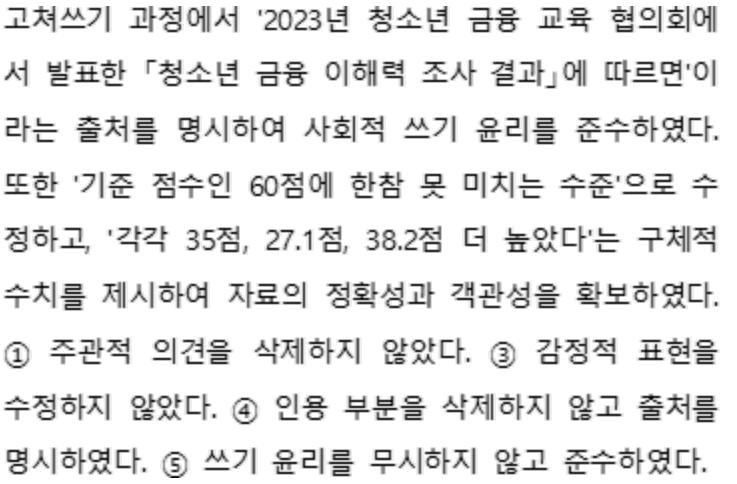 고쳐쓰기 과정에서 '2023년 청소년 금융 교육 협의회에
서 발표한 「청소년 금융 이해력 조사 결과」에 따르면'이
라는 출처를 명시하여 사회적 쓰기 윤리를 준수하였다.
또한 '기준 점수인 60점에 한참 못 미치는 수준'으로 수
정하고, '각각 35점, 27.1점, 38.2점 더 높았다'는 구체적
수치를 제시하여 자료의 정확성과 객관성을 확보하였다.
① 주관적 의견을 삭제하지 않았다. ③ 감정적 표현을
수정하지 않았다. ④ 인용 부분을 삭제하지 않고 출처를
명시하였다. ⑤ 쓰기 윤리를 무시하지 않고 준수하였다.